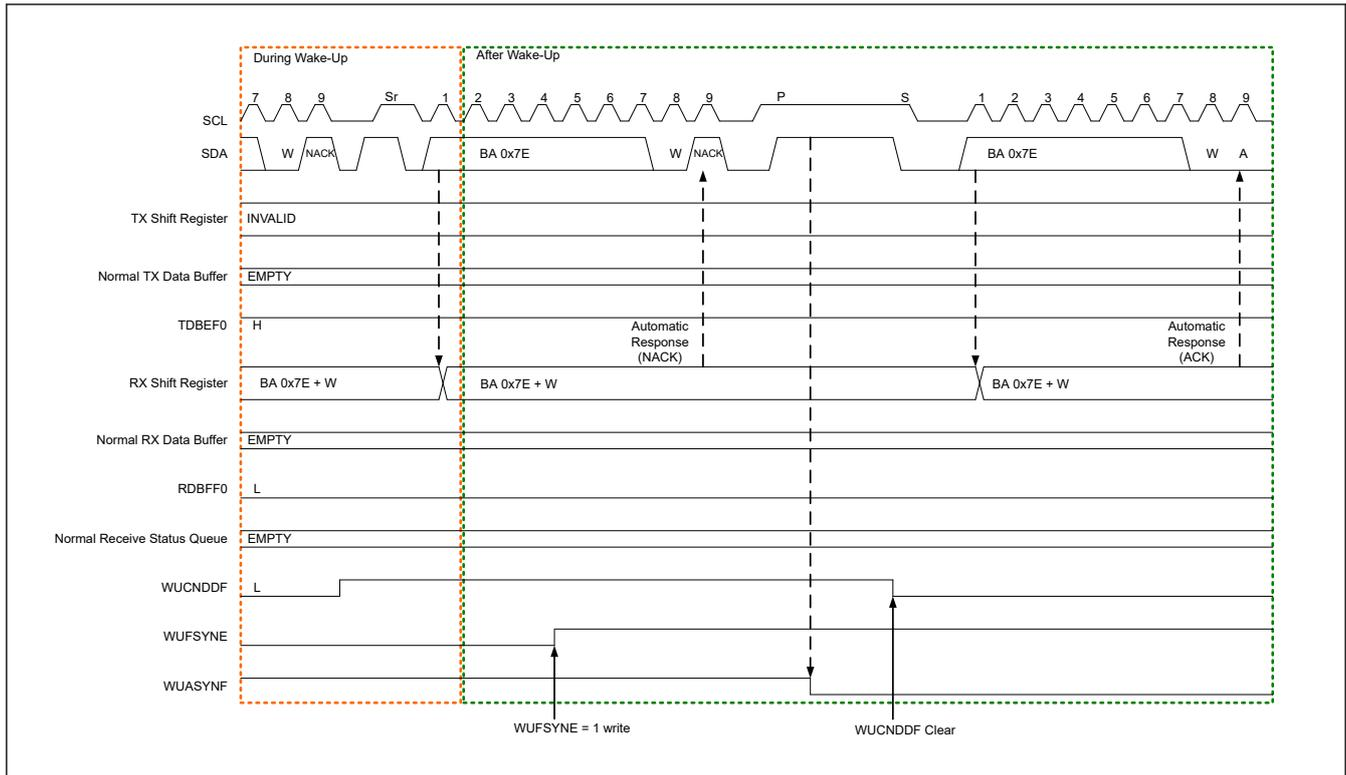 During Wake-Up
After Wake-Up
7 8 9 Sr 1 2 3 4 5 6 7 8 9 P S 1 2 3 4 5 6 7 8 9
SCL
SDA W NACK BA 0x7E W NACK BA 0x7E W A
TX Shift Register INVALID
Normal TX Data Buffer EMPTY
TDBEF0 H
Automatic
Response
(NACK)
Automatic
Response
(ACK)
RX Shift Register BA 0x7E + W BA 0x7E + W BA 0x7E + W
Normal RX Data Buffer EMPTY
RDBFF0 L
Normal Receive Status Queue EMPTY
WUCNDDF L
WUFSYNE
WUASYNF
WUFSYNE = 1 write
WUCNDDF Clear